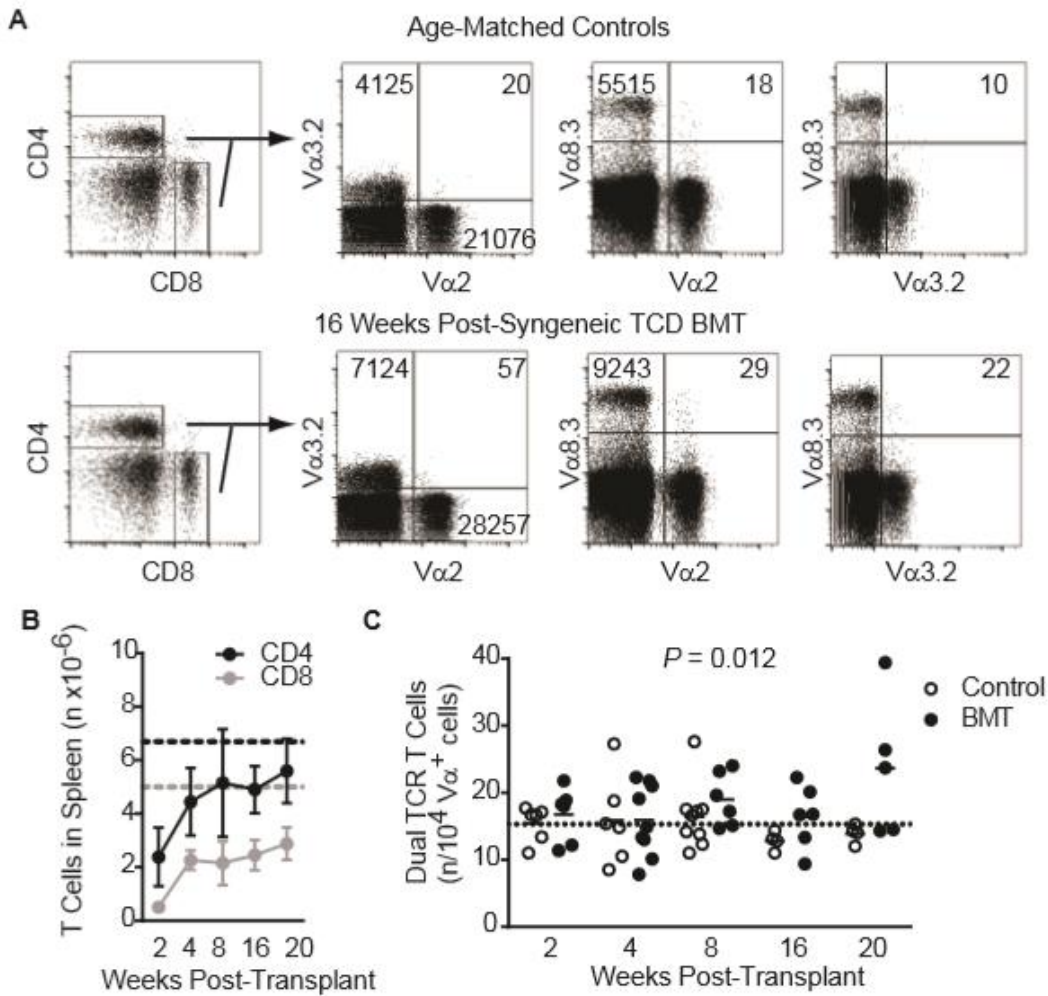 A
Age-Matched Controls
CD4
CD8
Vα3.2
4125 20
21076
Vα2
Vα8.3
5515 18
Vα2
Vα8.3
10
Vα3.2
16 Weeks Post-Syngeneic TCD BMT
CD4
CD8
Vα3.2
7124 57
28257
Vα2
Vα8.3
9243 29
Vα2
Vα8.3
22
Vα3.2
B
T Cells in Spleen (n x10-6)
10
8
6
4
2
0
CD4
CD8
2 4 8 16 20
Weeks Post-Transplant
C
Dual TCR T Cells
(n/10⁴ Vα⁺ cells)
40
30
20
10
0
P = 0.012
Control
BMT
2 4 8 16 20
Weeks Post-Transplant